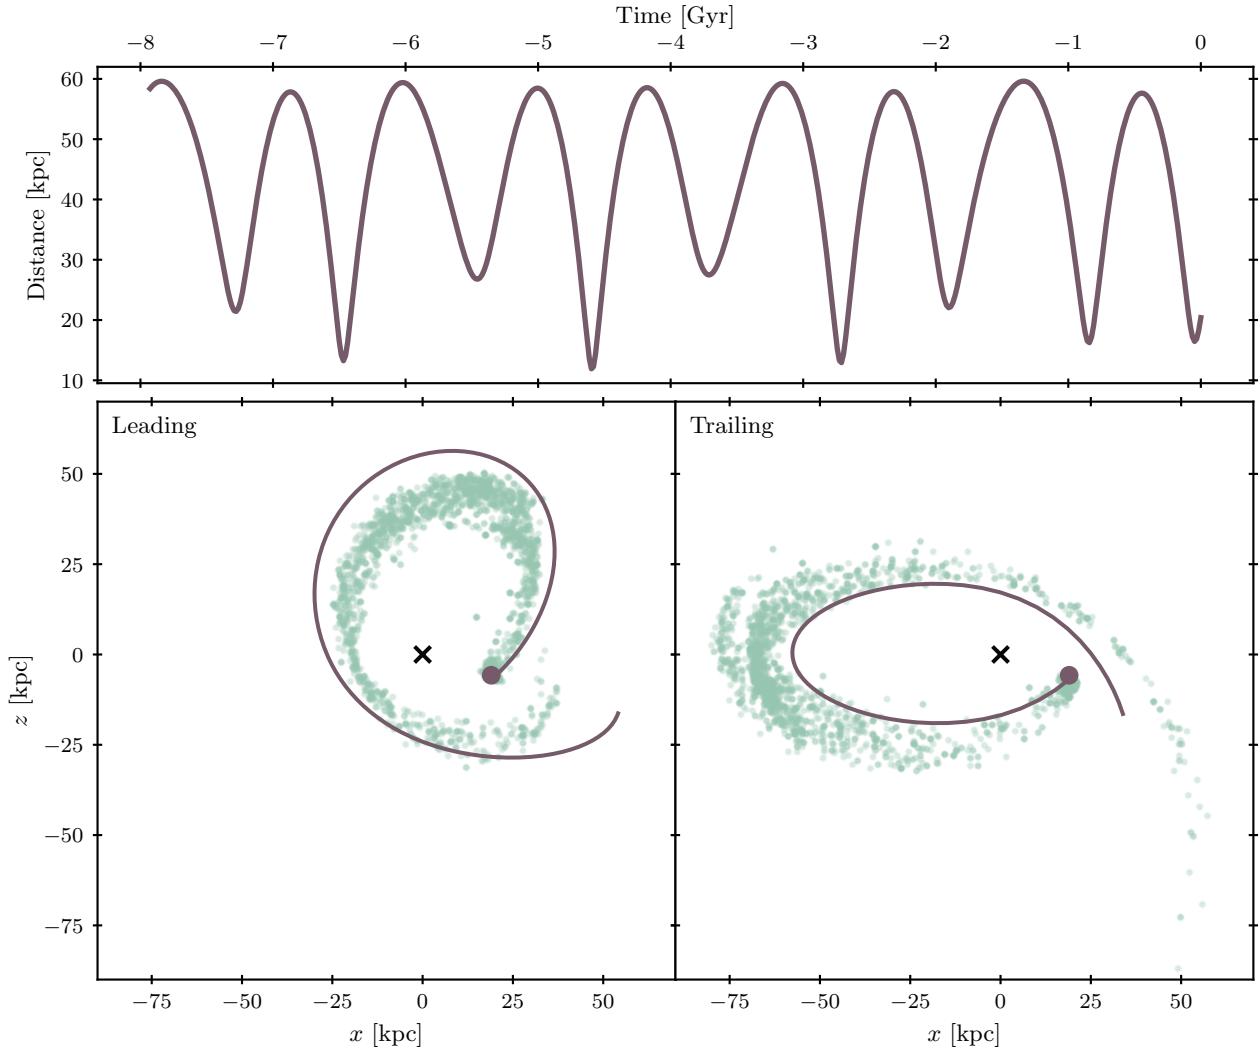 Time [Gyr]
−8 −7 −6 −5 −4 −3 −2 −1 0
60
50
40
30
20
10
Distance [kpc]
Leading
Trailing
50
25
0
−25
−50
−75
z [kpc]
−75 −50 −25 0 25 50
−75 −50 −25 0 25 50
x [kpc]
x [kpc]